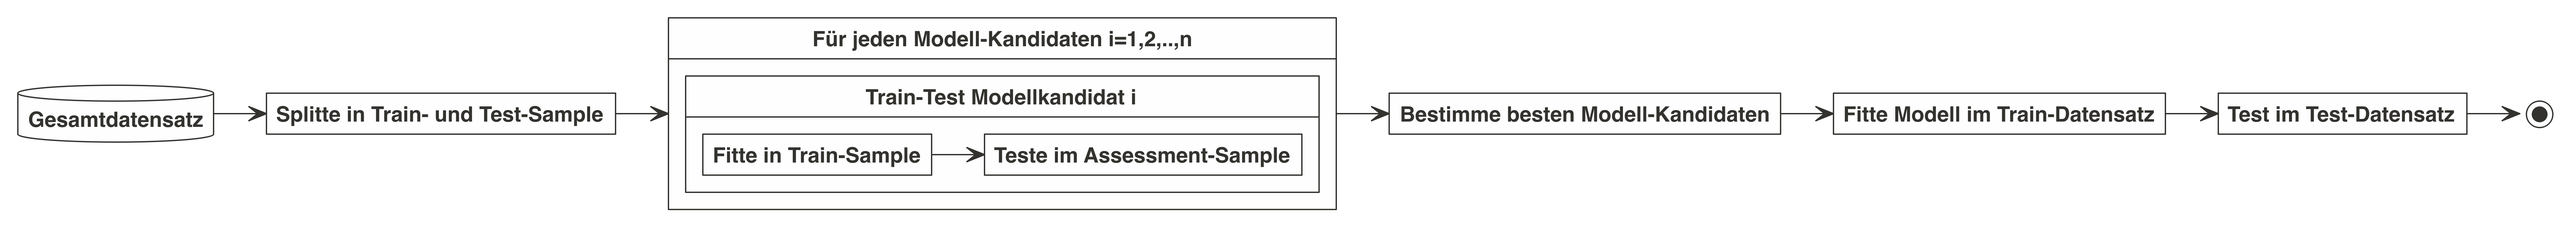 Gesamtdatensatz
Splitte in Train- und Test-Sample
Für jeden Modell-Kandidaten i=1,2,..,n
Train-Test Modellkandidat i
Fitte in Train-Sample
Teste im Assessment-Sample
Bestimme besten Modell-Kandidaten
Fitte Modell im Train-Datensatz
Test im Test-Datensatz